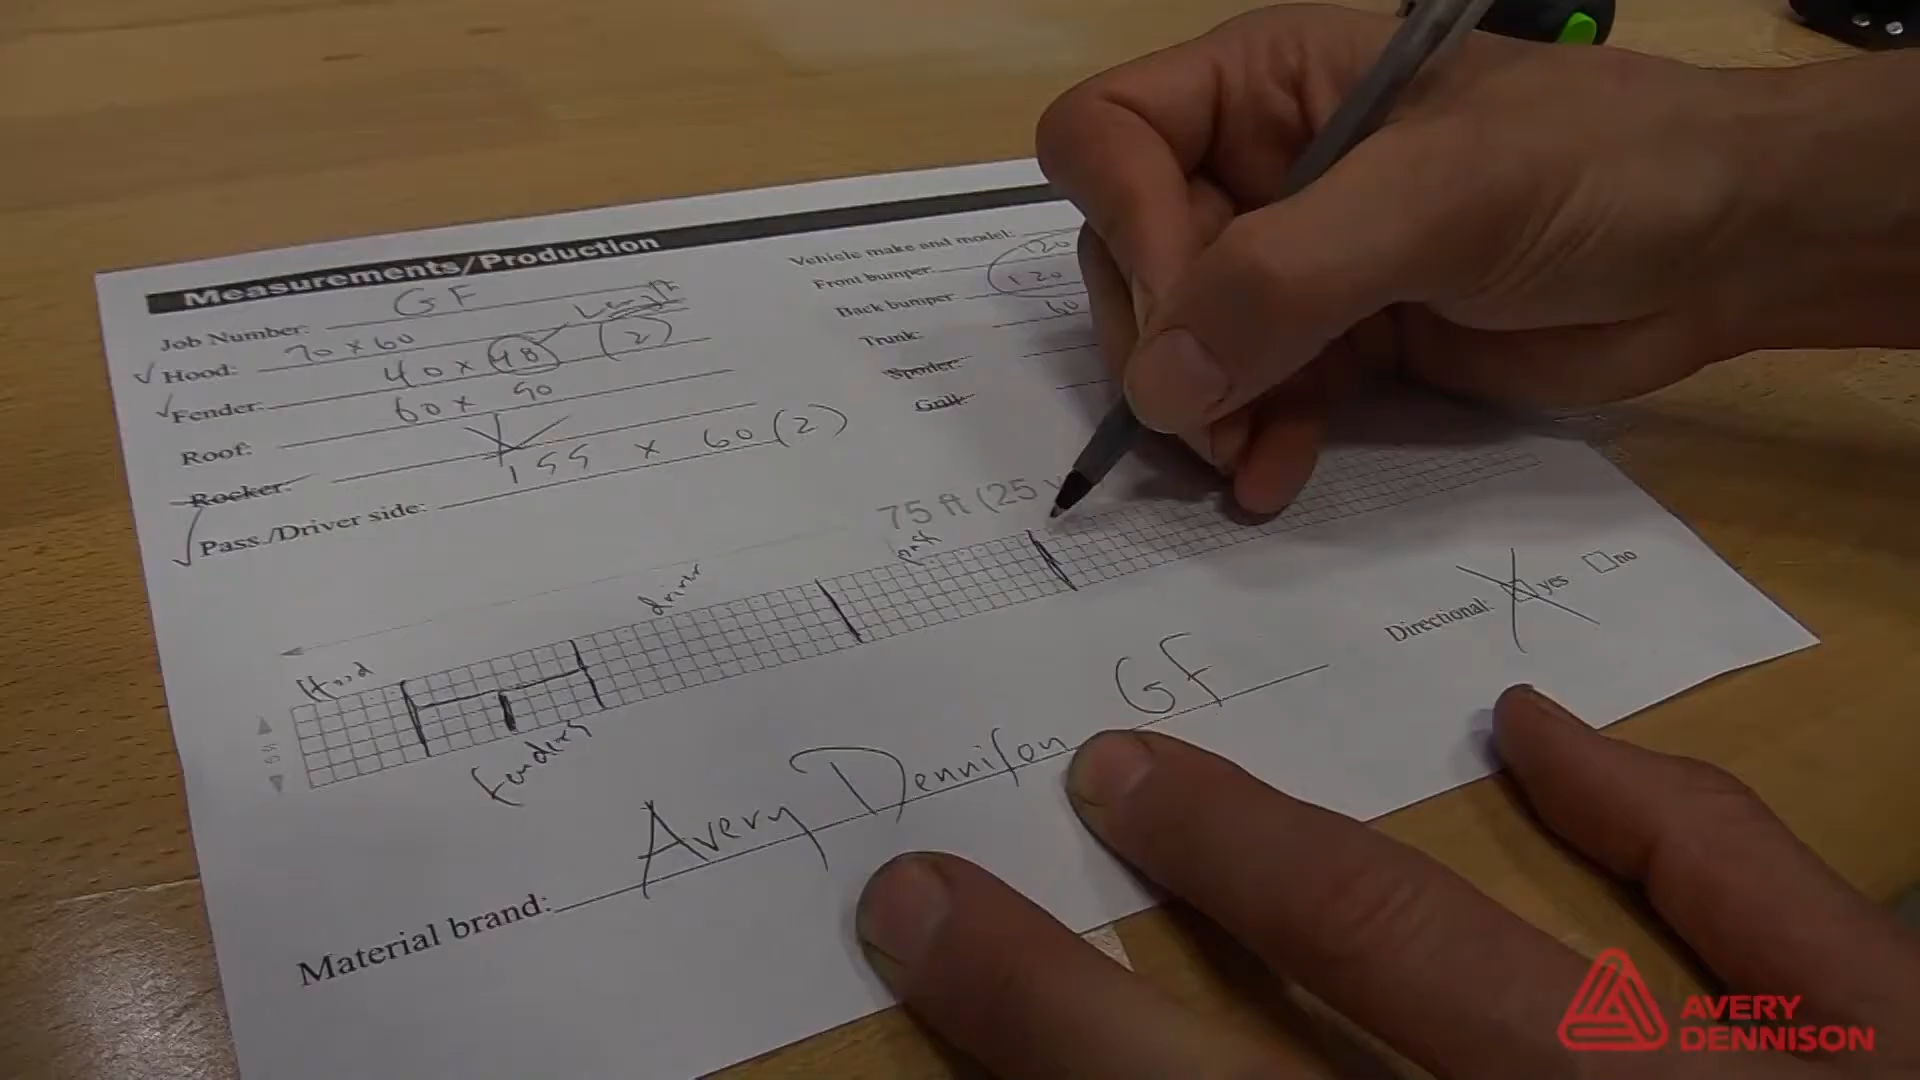 Measurements/Production
Job Number: GF
Hood: 70 x 60
Length
Fender: 40 x 48 (2)
Roof: 60 x 90
Rocker:
Pass./Driver side: 155 x 60 (2)
Vehicle make and model:
Front bumper: 120
Back bumper: 120
Trunk: 60
Spoiler:
Grill:
75 ft (25
Hood
driver
Fenders
Directional: yes no
Material brand: Avery Dennison GF
AVERY
DENNISON